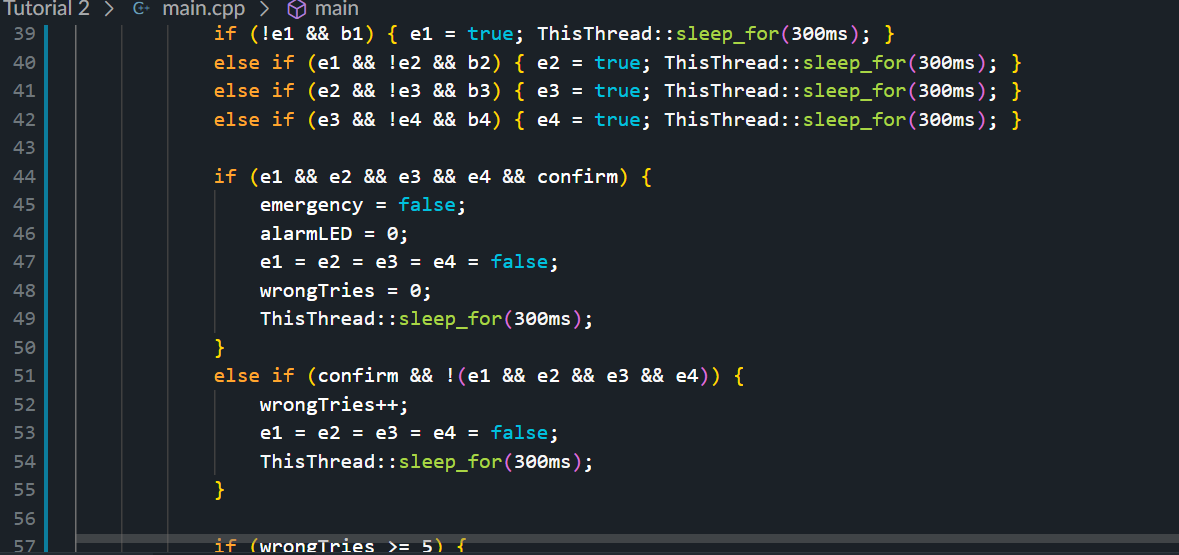 Tutorial 2 > main.cpp > main
39 if (!e1 && b1) { e1 = true; ThisThread::sleep_for(300ms); }
40 else if (e1 && !e2 && b2) { e2 = true; ThisThread::sleep_for(300ms); }
41 else if (e2 && !e3 && b3) { e3 = true; ThisThread::sleep_for(300ms); }
42 else if (e3 && !e4 && b4) { e4 = true; ThisThread::sleep_for(300ms); }
43
44 if (e1 && e2 && e3 && e4 && confirm) {
45 emergency = false;
46 alarmLED = 0;
47 e1 = e2 = e3 = e4 = false;
48 wrongTries = 0;
49 ThisThread::sleep_for(300ms);
50 }
51 else if (confirm && !(e1 && e2 && e3 && e4)) {
52 wrongTries++;
53 e1 = e2 = e3 = e4 = false;
54 ThisThread::sleep_for(300ms);
55 }
56
57 if (wrongTries >= 5) {